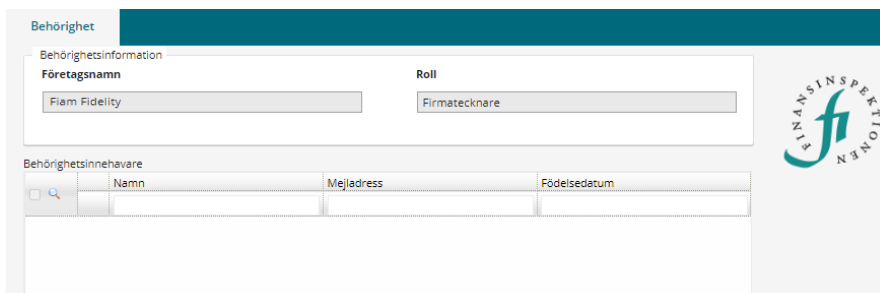 Behörighet
Behörighetsinformation
Företagsnamn Roll
Fiam Fidelity Firmatecknare
FINANSINSPEKTIONEN
fi
Behörighetsinnehavare
Namn Mejladress Födelsedatum